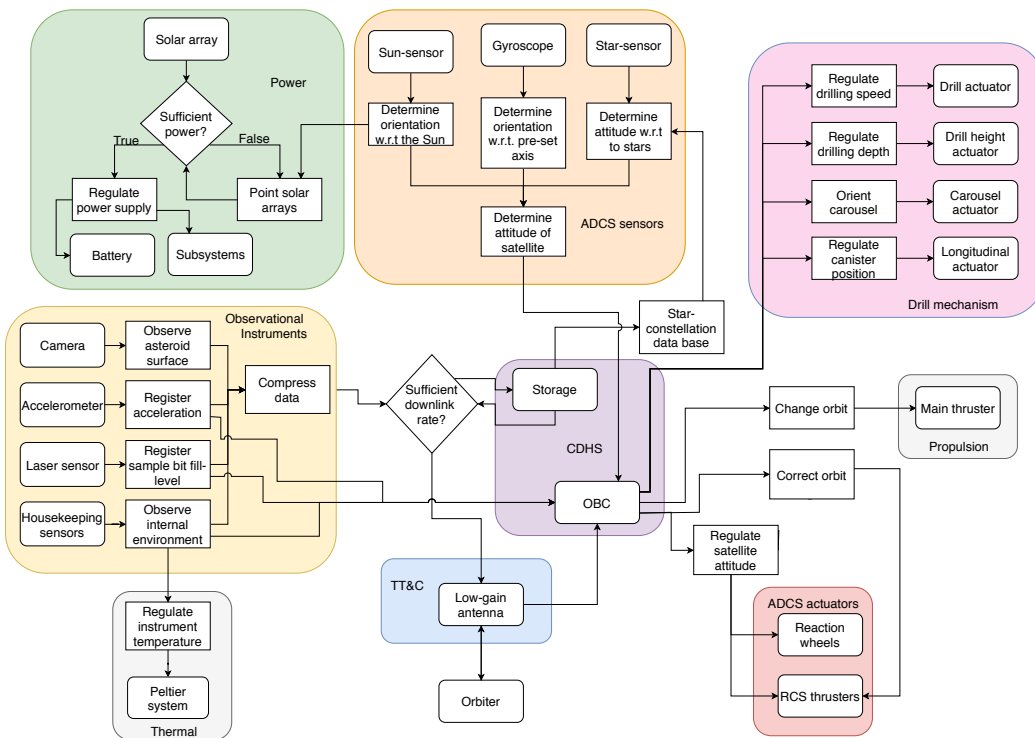 Solar array
Power
Sufficient
power?
True
False
Regulate
power supply
Point solar
arrays
Battery
Subsystems
Sun-sensor
Gyroscope
Star-sensor
Determine
orientation
w.r.t the Sun
Determine
orientation
w.r.t. pre-set
axis
Determine
attitude w.r.t
to stars
Determine
attitude of
satellite
ADCS sensors
Regulate
drilling speed
Drill actuator
Regulate
drilling depth
Drill height
actuator
Orient
carousel
Carousel
actuator
Regulate
canister
position
Longitudinal
actuator
Drill mechanism
Observational
Instruments
Camera
Observe
asteroid
surface
Accelerometer
Register
acceleration
Compress
data
Laser sensor
Register
sample bit fill-
level
Housekeeping
sensors
Observe
internal
environment
Sufficient
downlink
rate?
Storage
CDHS
OBC
Star-
constellation
data base
Change orbit
Main thruster
Propulsion
Correct orbit
Regulate
satellite
attitude
TT&C
Low-gain
antenna
Orbiter
ADCS actuators
Reaction
wheels
RCS thrusters
Regulate
instrument
temperature
Peltier
system
Thermal